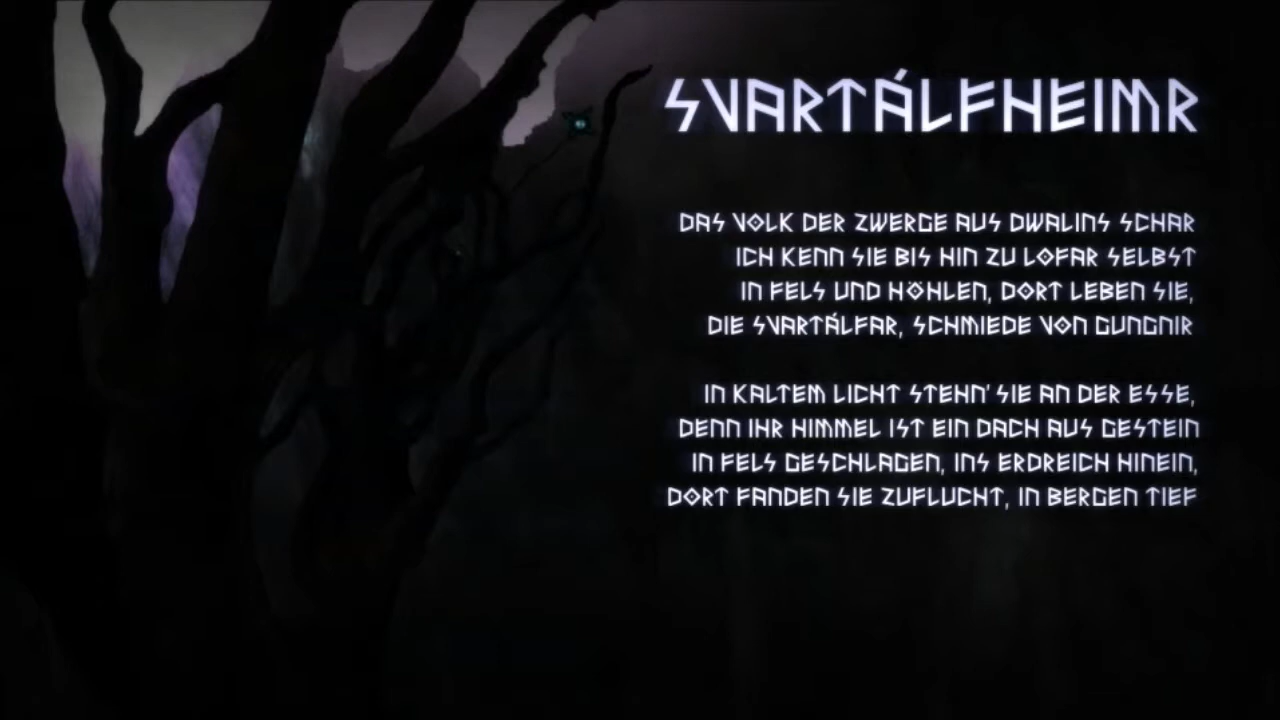 SVARTÁLFHEIMR
DAS VOLK DER ZWERGE AUS DWALINS SCHAR
ICH KENN SIE BIS HIN ZU LOFAR SELBST
IN FELS UND HÖHLEN, DORT LEBEN SIE,
DIE SVARTÁLFAR, SCHMIEDE VON GUNGNIR
IN KALTEM LICHT STEHN' SIE AN DER ESSE,
DENN IHR HIMMEL IST EIN DACH AUS GESTEIN
IN FELS GESCHLAGEN, INS ERDREICH HINEIN,
DORT FANDEN SIE ZUFLUCHT, IN BERGEN TIEF